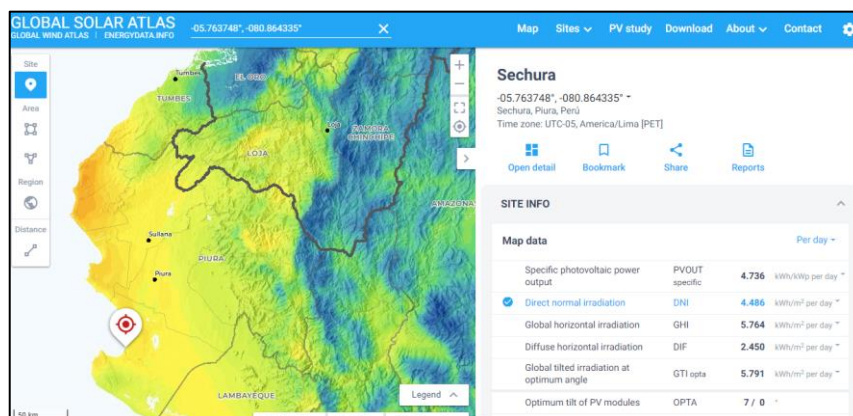 GLOBAL SOLAR ATLAS
GLOBAL WIND ATLAS | ENERGYDATA.INFO
-05.763748°, -080.864335°
Map Sites PV study Download About Contact
Site
Area
Region
Distance
Tumbes
TUMBES
EL ORO
Loja
ZAMORA
CHINCHIPE
LOJA
AMAZONA
Sullana
PIURA
Piura
LAMBAYEQUE
Legend
50 km
Sechura
-05.763748°, -080.864335°
Sechura, Piura, Perú
Time zone: UTC-05, America/Lima [PET]
Open detail Bookmark Share Reports
SITE INFO
Map data Per day
Specific photovoltaic power output PVOUT specific 4.736 kWh/kWp per day
Direct normal irradiation DNI 4.486 kWh/m² per day
Global horizontal irradiation GHI 5.764 kWh/m² per day
Diffuse horizontal irradiation DIF 2.450 kWh/m² per day
Global tilted irradiation at optimum angle GTI opta 5.791 kWh/m² per day
Optimum tilt of PV modules OPTA 7 / 0 °